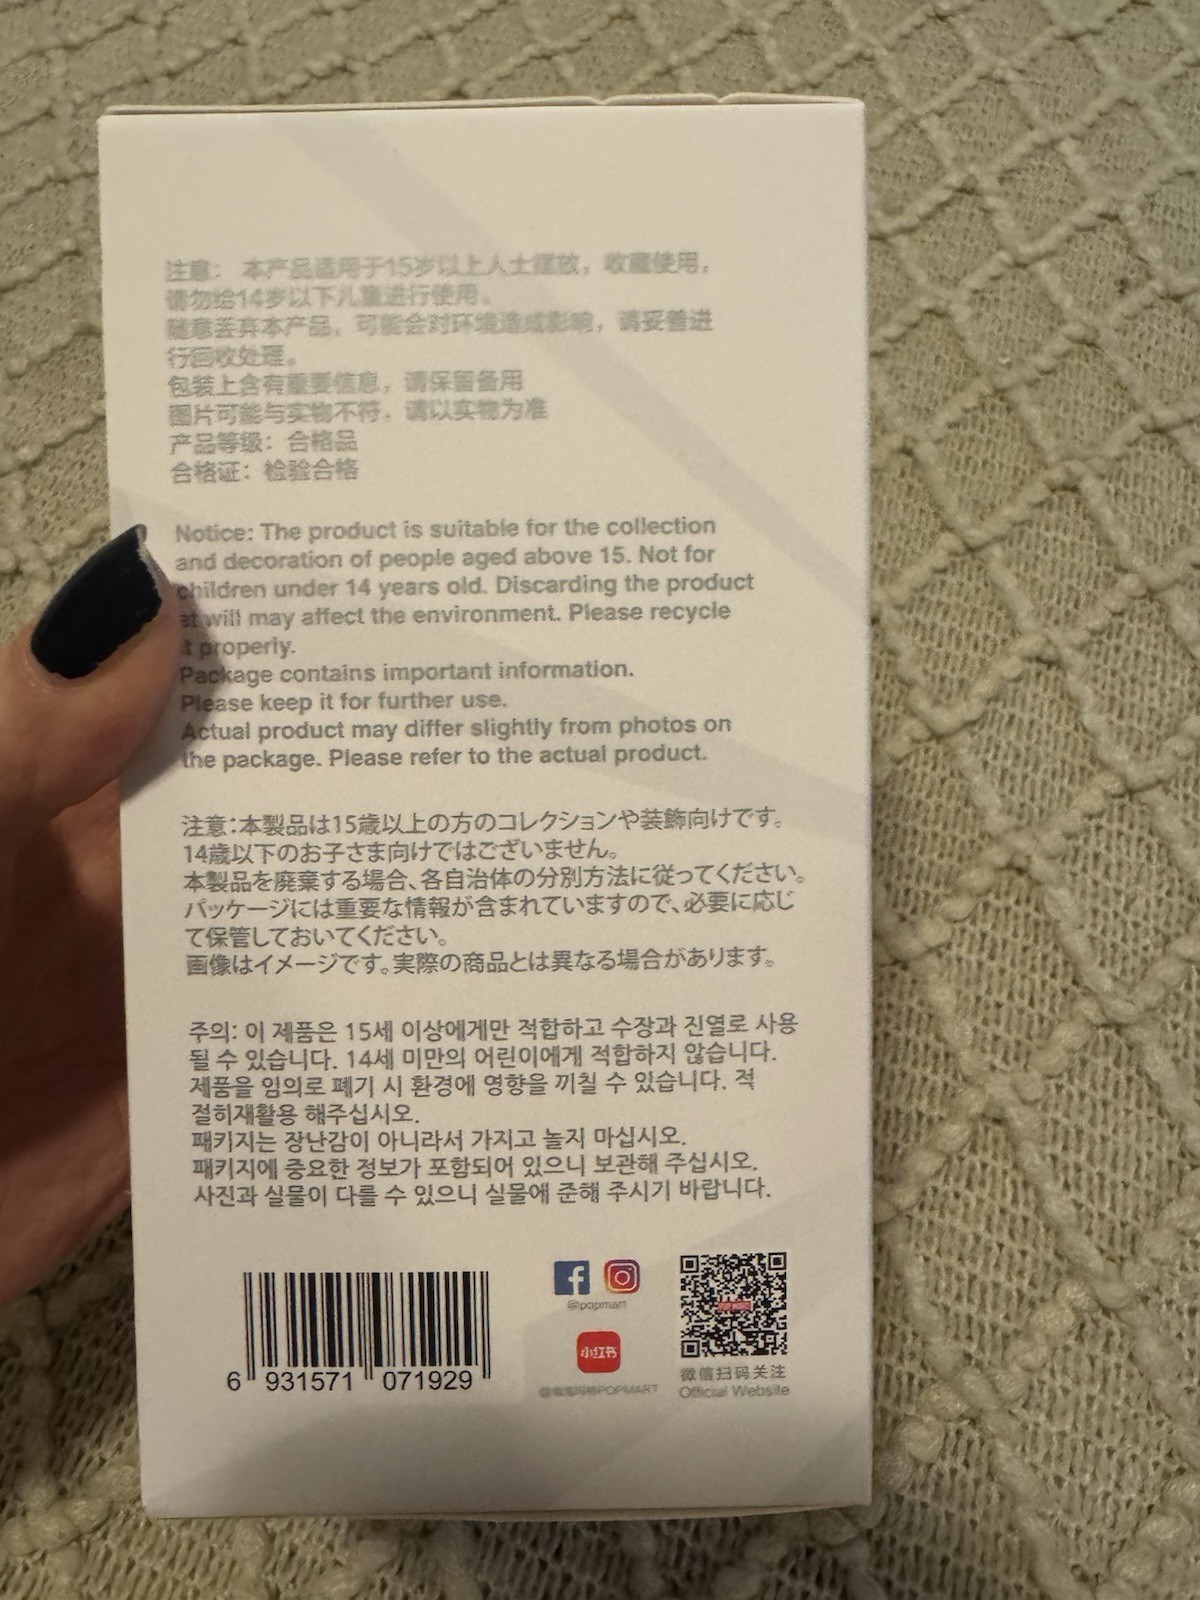 注意： 本产品适用于15岁以上人士摆放，收藏使用，
请勿给14岁以下儿童进行使用。
随意丢弃本产品，可能会对环境造成影响，请妥善进
行回收处理。
包装上含有重要信息，请保留备用
图片可能与实物不符，请以实物为准
产品等级：合格品
合格证：检验合格
Notice: The product is suitable for the collection
and decoration of people aged above 15. Not for
children under 14 years old. Discarding the product
at will may affect the environment. Please recycle
it properly.
Package contains important information.
Please keep it for further use.
Actual product may differ slightly from photos on
the package. Please refer to the actual product.
注意：本製品は15歳以上の方のコレクションや装飾向けです。
14歳以下のお子さま向けではございません。
本製品を廃棄する場合、各自治体の分別方法に従ってください。
パッケージには重要な情報が含まれていますので、必要に応じ
て保管しておいてください。
画像はイメージです。実際の商品とは異なる場合があります。
주의: 이 제품은 15세 이상에게만 적합하고 수장과 진열로 사용
될 수 있습니다. 14세 미만의 어린이에게 적합하지 않습니다.
제품을 임의로 폐기 시 환경에 영향을 끼칠 수 있습니다. 적
절히재활용 해주십시오.
패키지는 장난감이 아니라서 가지고 놀지 마십시오.
패키지에 중요한 정보가 포함되어 있으니 보관해 주십시오.
사진과 실물이 다를 수 있으니 실물에 준해 주시기 바랍니다.
@popmart
POP MART
小红书
@泡泡玛特POPMART
微信扫码关注
Official Website
6 931571 071929